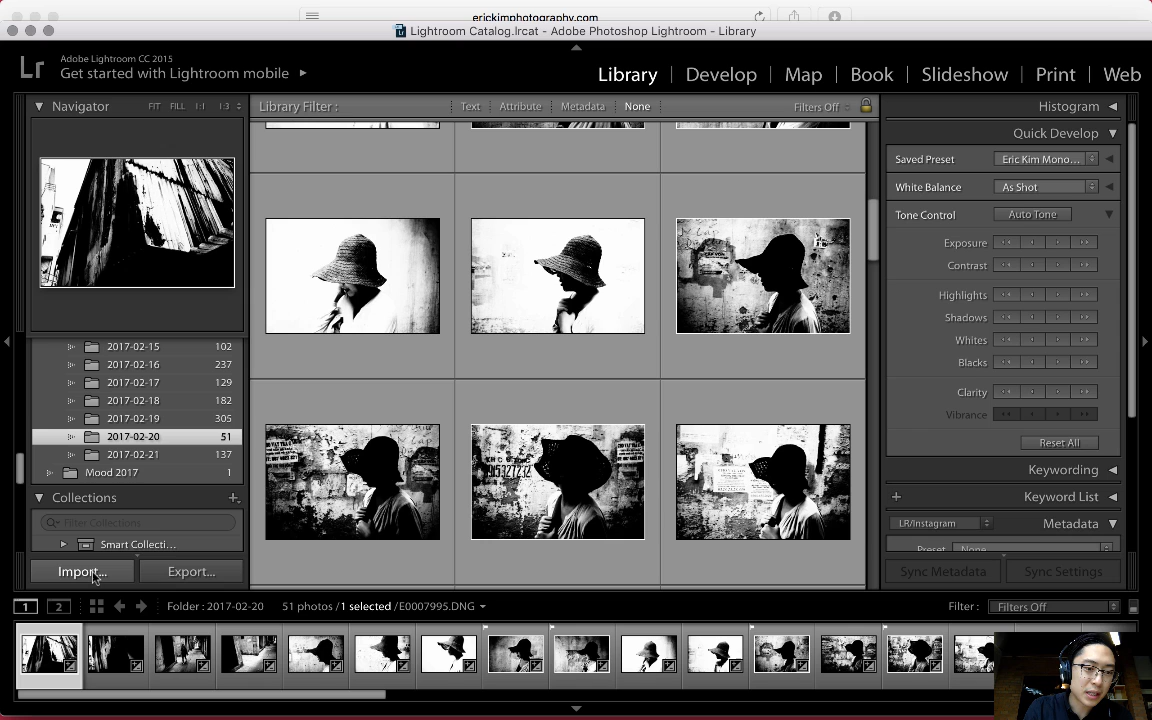 erickimphotography.com
Lightroom Catalog.lrcat - Adobe Photoshop Lightroom - Library
Lr
Adobe Lightroom CC 2015
Get started with Lightroom mobile
Library | Develop | Map | Book | Slideshow | Print | Web
Navigator FIT FILL 1:1 1:3
Library Filter : Text Attribute Metadata None Filters Off
Histogram
Quick Develop
Saved Preset Eric Kim Mono...
White Balance As Shot
Tone Control Auto Tone
Exposure
Contrast
Highlights
Shadows
Whites
Blacks
Clarity
Vibrance
Reset All
Keywording
Keyword List
LR/Instagram Metadata
Preset None
Sync Metadata Sync Settings
2017-02-15 102
2017-02-16 237
2017-02-17 129
2017-02-18 182
2017-02-19 305
2017-02-20 51
2017-02-21 137
Mood 2017 1
Collections
Filter Collections
Smart Collecti...
Import... Export...
1 2 Folder : 2017-02-20 51 photos / 1 selected / E0007995.DNG Filter : Filters Off